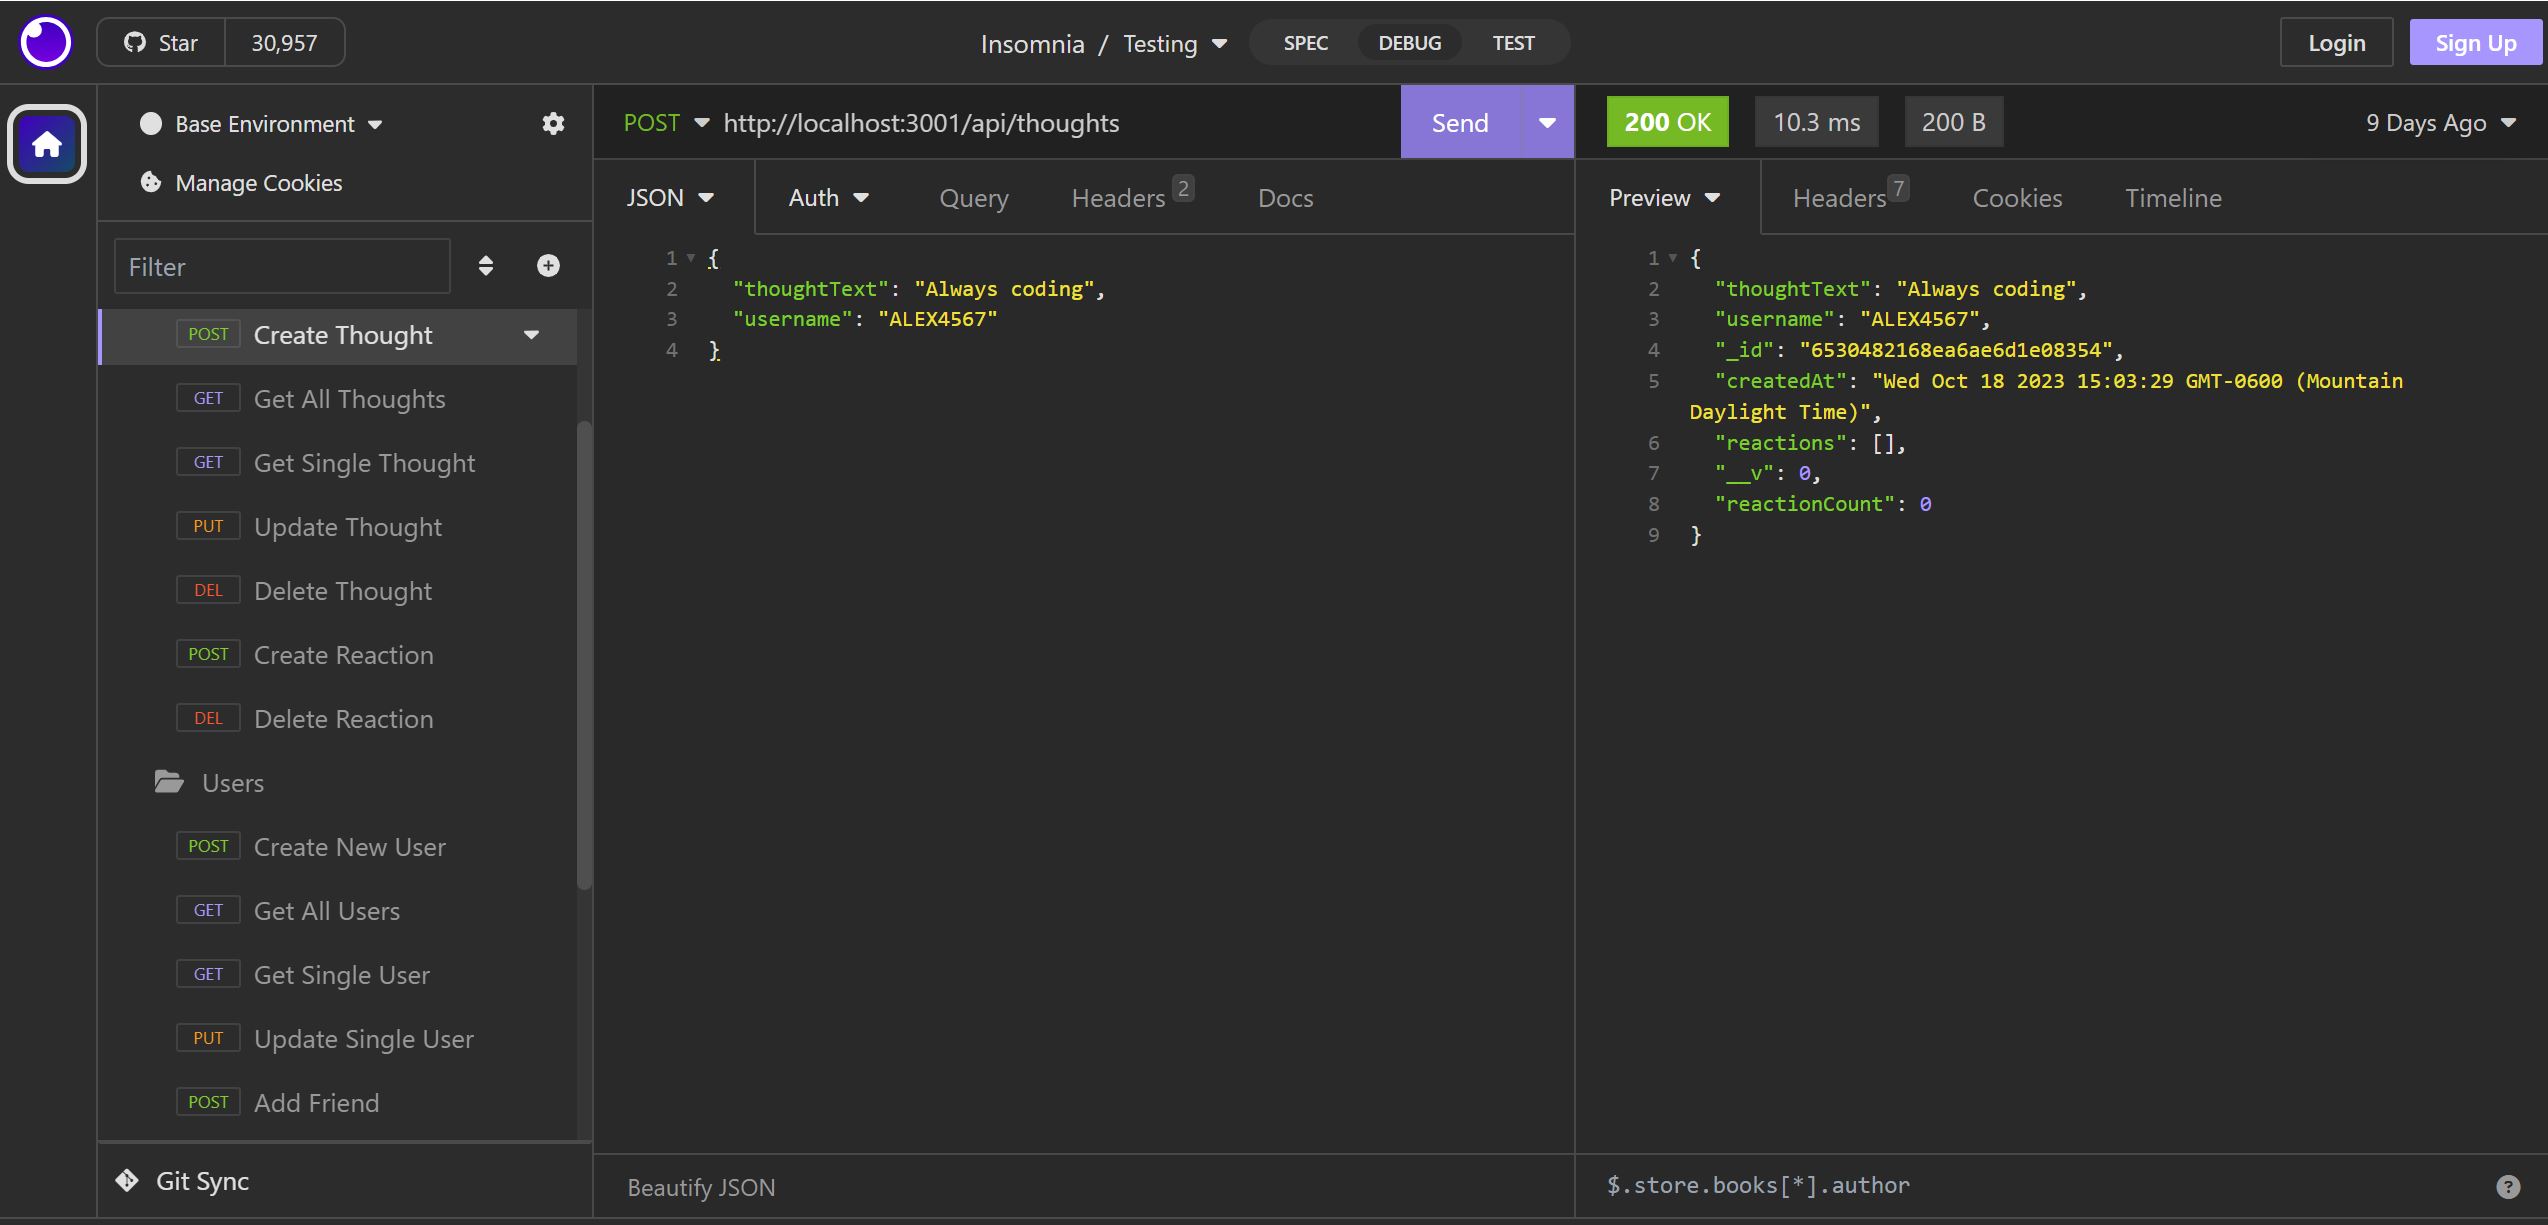 Star 30,957
Insomnia / Testing
SPEC DEBUG TEST
Login
Sign Up
Base Environment
Manage Cookies
Filter
POST Create Thought
GET Get All Thoughts
GET Get Single Thought
PUT Update Thought
DEL Delete Thought
POST Create Reaction
DEL Delete Reaction
Users
POST Create New User
GET Get All Users
GET Get Single User
PUT Update Single User
POST Add Friend
Git Sync
POST http://localhost:3001/api/thoughts
Send
JSON Auth Query Headers 2 Docs
1 {
2 "thoughtText": "Always coding",
3 "username": "ALEX4567"
4 }
Beautify JSON
200 OK 10.3 ms 200 B 9 Days Ago
Preview Headers 7 Cookies Timeline
1 {
2 "thoughtText": "Always coding",
3 "username": "ALEX4567",
4 "_id": "6530482168ea6ae6d1e08354",
5 "createdAt": "Wed Oct 18 2023 15:03:29 GMT-0600 (Mountain
Daylight Time)",
6 "reactions": [],
7 "__v": 0,
8 "reactionCount": 0
9 }
$.store.books[*].author
?